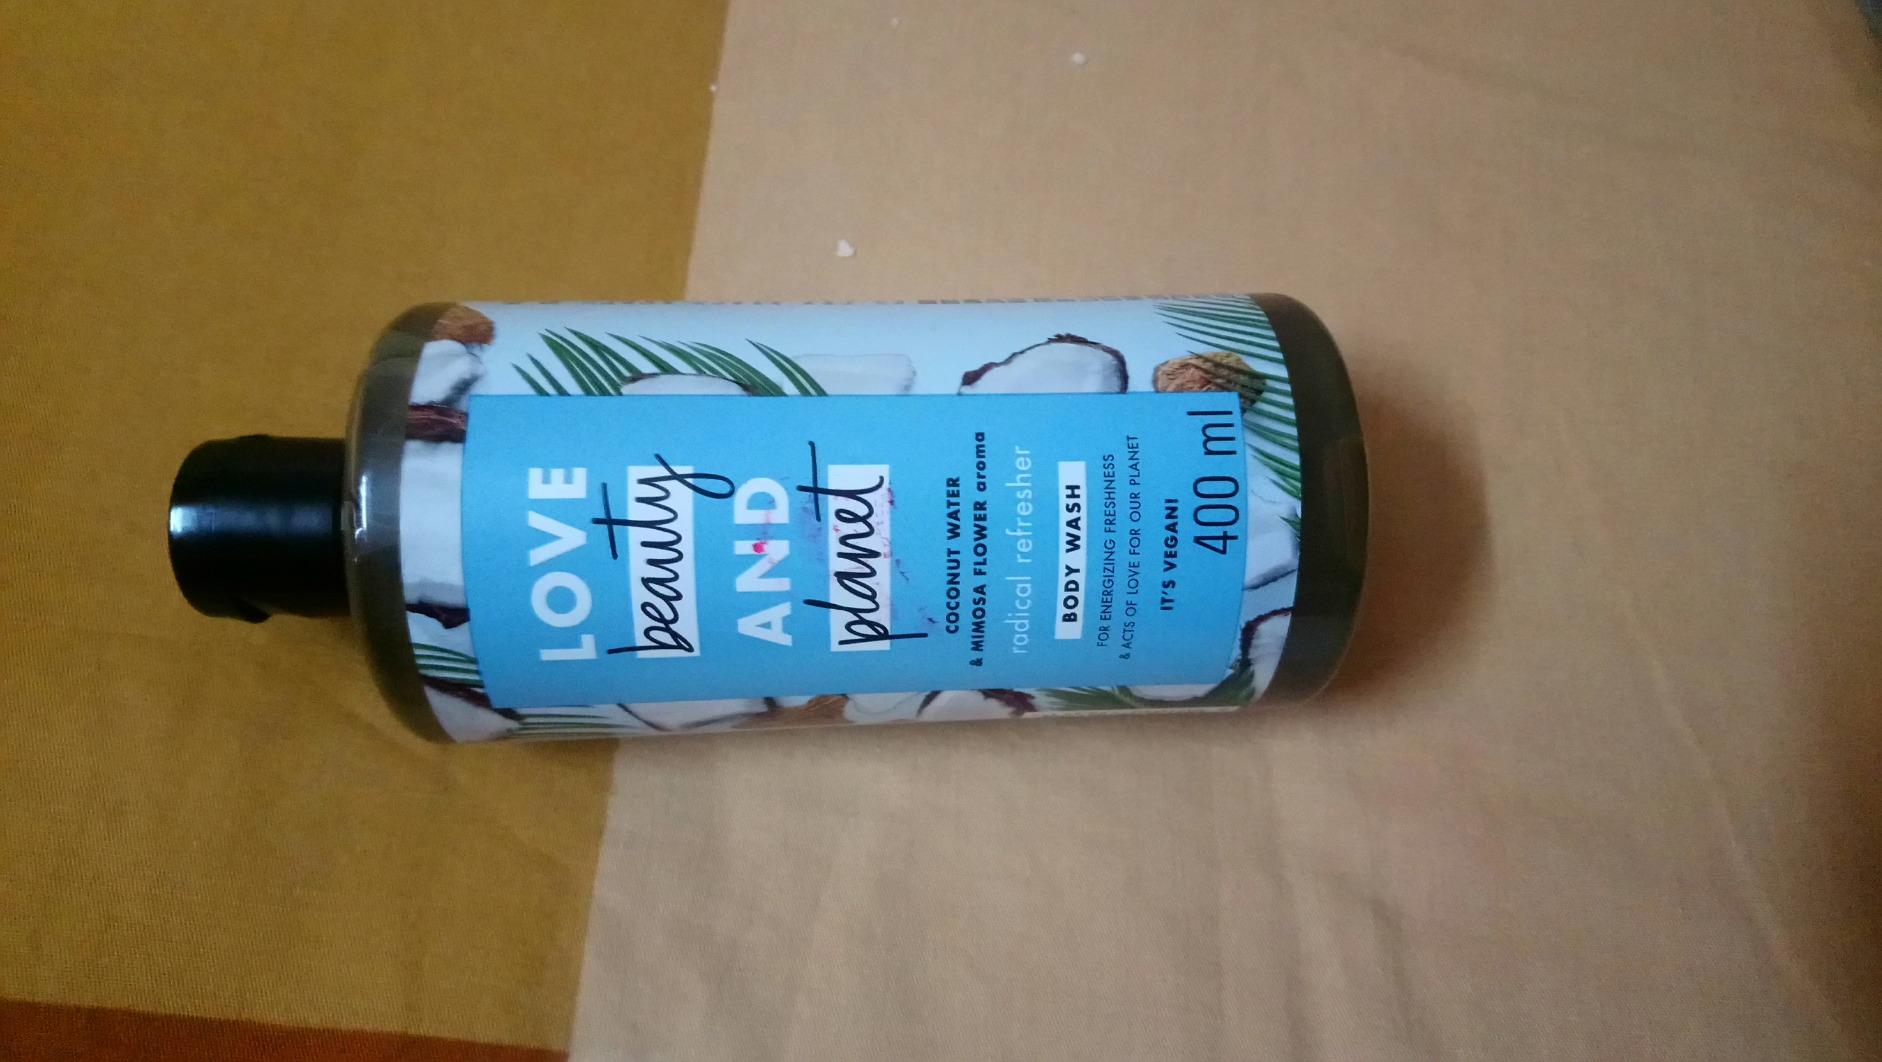 LOVE
beauty
AND
planet
COCONUT WATER
& MIMOSA FLOWER aroma
radical refresher
BODY WASH
FOR ENERGIZING FRESHNESS
& ACTS OF LOVE FOR OUR PLANET
IT'S VEGAN!
400 ml